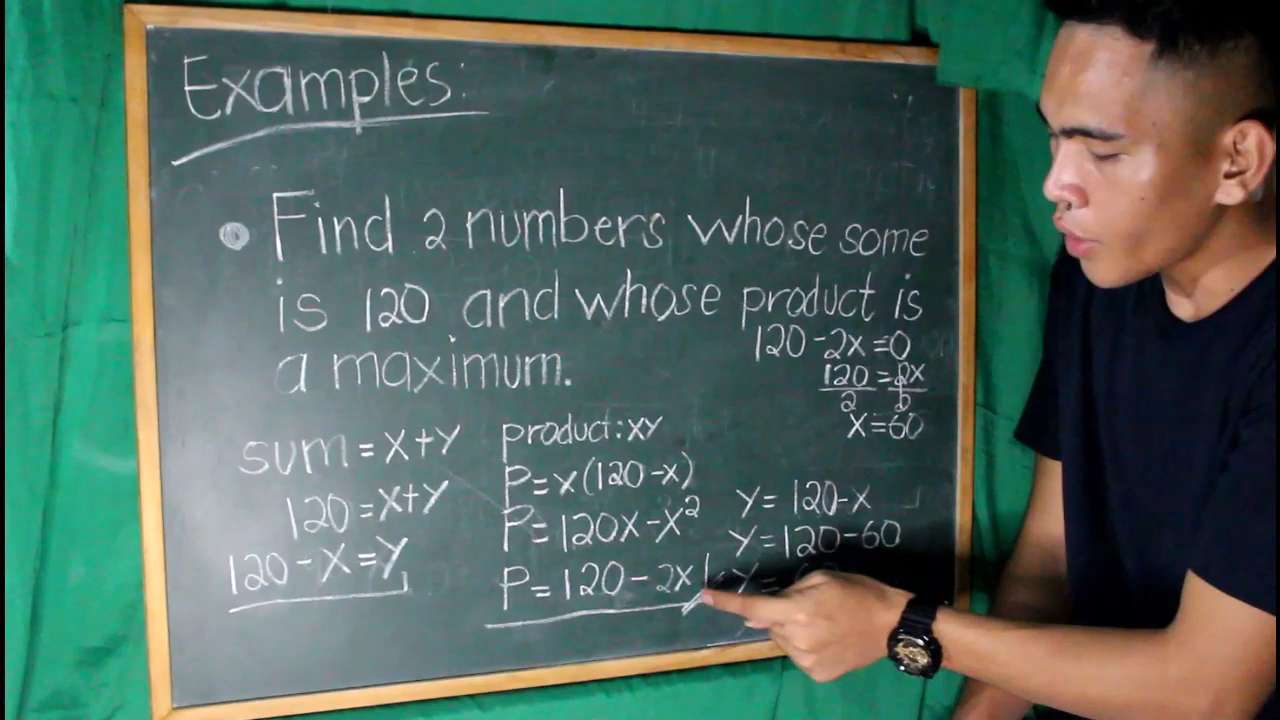 Examples:
• Find 2 numbers whose some
is 120 and whose product is
a maximum.
sum = x+y
120 = x+y
120 - x = y
product: xy
P = x(120 - x)
P = 120x - x²
P = 120 - 2x
120 - 2x = 0
120 = 2x
2 2
x = 60
y = 120 - x
y = 120 - 60
y =